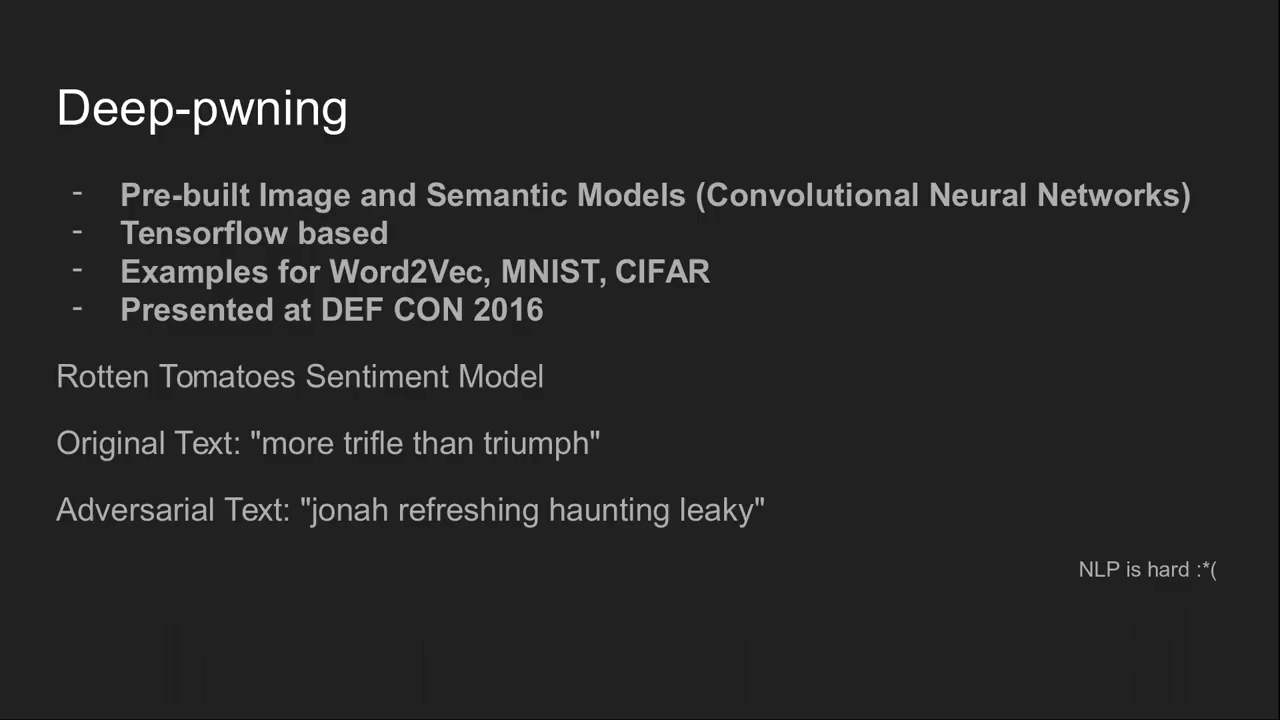 Deep-pwning
- Pre-built Image and Semantic Models (Convolutional Neural Networks)
- Tensorflow based
- Examples for Word2Vec, MNIST, CIFAR
- Presented at DEF CON 2016
Rotten Tomatoes Sentiment Model
Original Text: "more trifle than triumph"
Adversarial Text: "jonah refreshing haunting leaky"
NLP is hard :*(